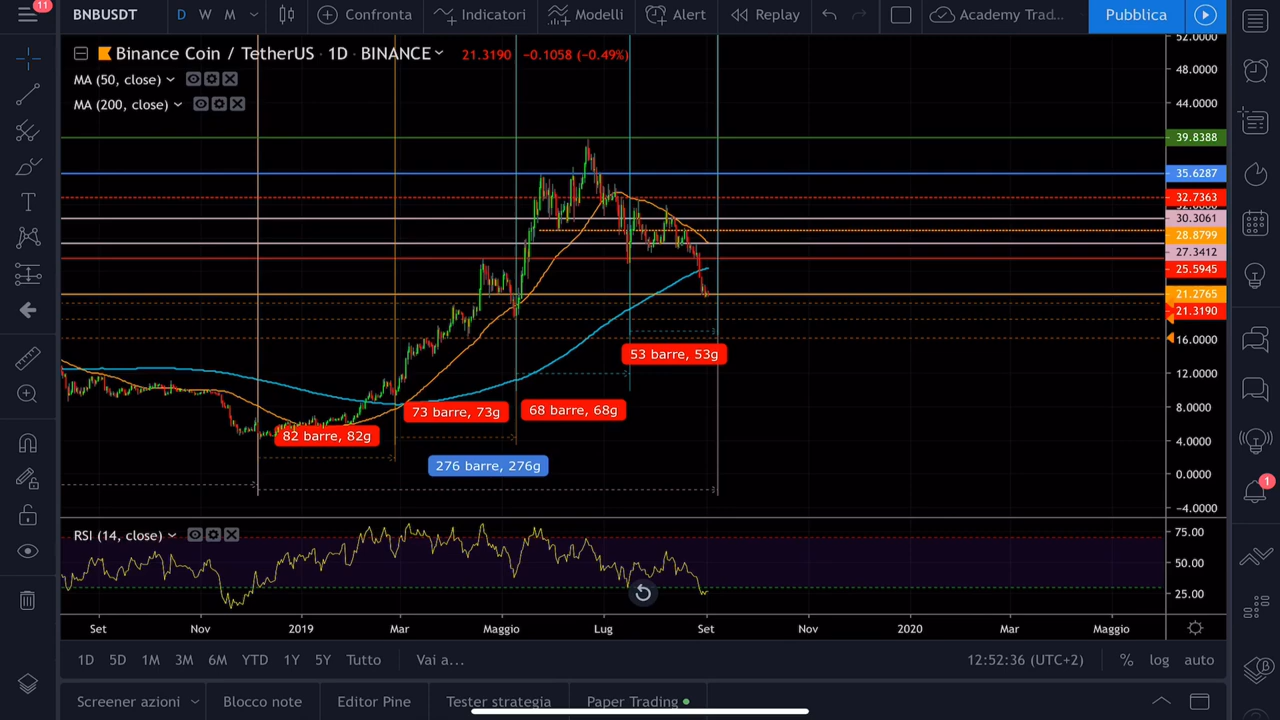 11
BNBUSDT
D W M
Confronta
Indicatori
Modelli
Alert
Replay
Academy Trad...
Pubblica
Binance Coin / TetherUS · 1D · BINANCE
21.3190 −0.1058 (−0.49%)
MA (50, close)
MA (200, close)
52.0000
48.0000
44.0000
39.8388
35.6287
32.7363
30.3061
28.8799
27.3412
25.5945
21.2765
21.3190
16.0000
12.0000
8.0000
4.0000
0.0000
−4.0000
53 barre, 53g
73 barre, 73g
68 barre, 68g
82 barre, 82g
276 barre, 276g
RSI (14, close)
75.00
50.00
25.00
1
Set Nov 2019 Mar Maggio Lug Set Nov 2020 Mar Maggio
1D 5D 1M 3M 6M YTD 1Y 5Y Tutto Vai a...
12:52:36 (UTC+2) % log auto
Screener azioni
Blocco note
Editor Pine
Tester strategia
Paper Trading